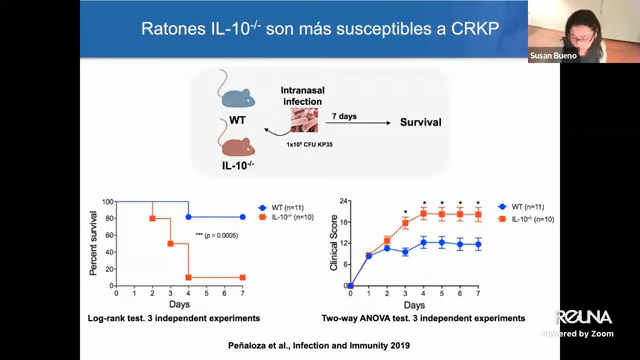 Ratones IL-10-/- son más susceptibles a CRKP
Susan Bueno
WT
IL-10-/-
Intranasal
infection
1x10⁸ CFU KP35
7 days
Survival
Percent survival
100
80
60
40
20
0
0 1 2 3 4 5 6 7
Days
WT (n=11)
IL-10-/- (n=10)
*** (p = 0.0005)
Log-rank test. 3 independent experiments
Clinical Score
24
18
12
6
0
0 1 2 3 4 5 6 7
Days
* * * * *
WT (n=11)
IL-10-/- (n=10)
Two-way ANOVA test. 3 independent experiments
Peñaloza et al., Infection and Immunity 2019
REUNA
Powered by Zoom